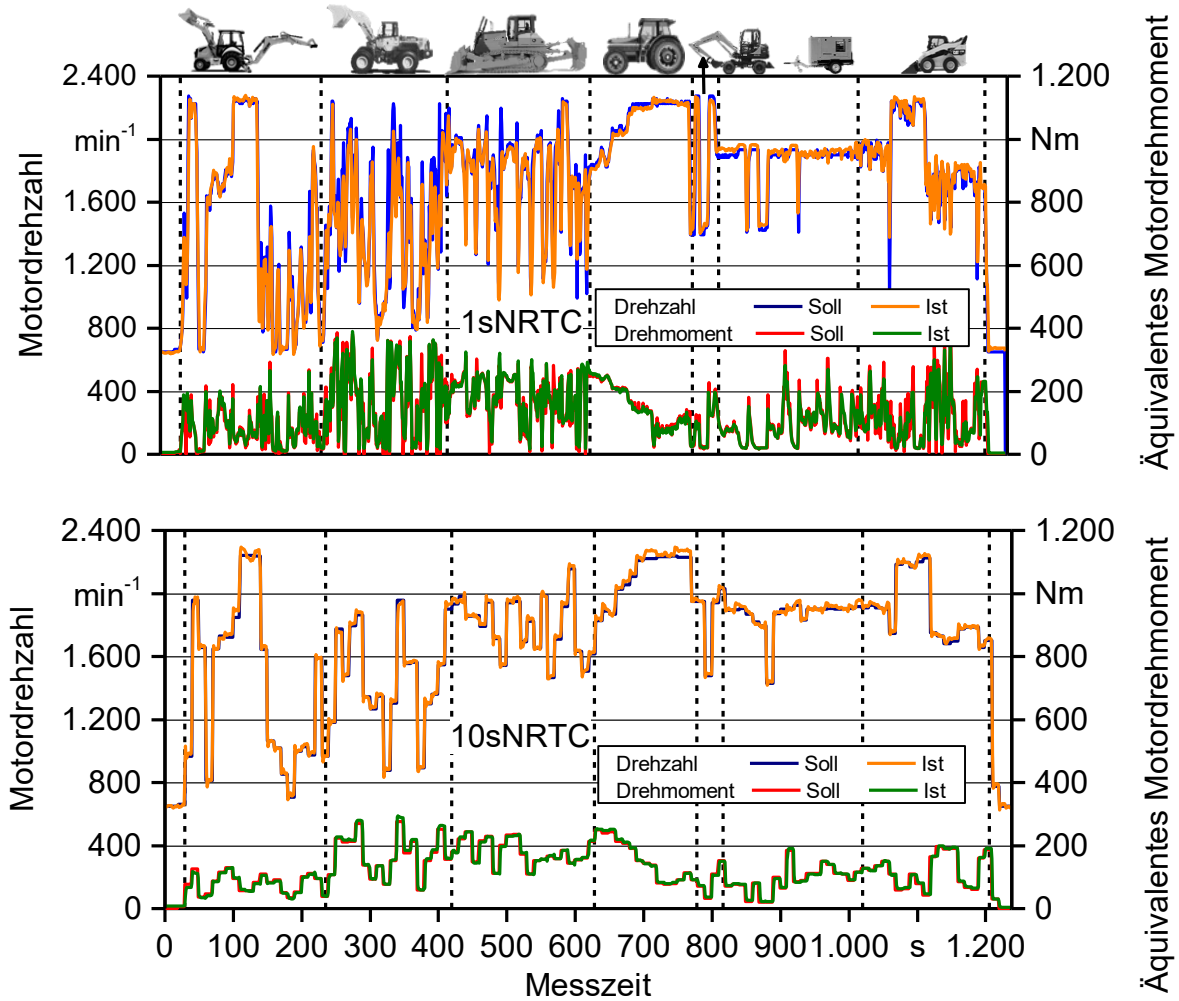 2.400
min-1
1.600
1.200
800
400
0
Motordrehzahl
1.200
Nm
800
600
400
200
0
Äquivalentes Motordrehmoment
1sNRTC
Drehzahl Soll Ist
Drehmoment Soll Ist
2.400
min-1
1.600
1.200
800
400
0
Motordrehzahl
1.200
Nm
800
600
400
200
0
Äquivalentes Motordrehmoment
10sNRTC
Drehzahl Soll Ist
Drehmoment Soll Ist
0 100 200 300 400 500 600 700 800 900 1.000 s 1.200
Messzeit